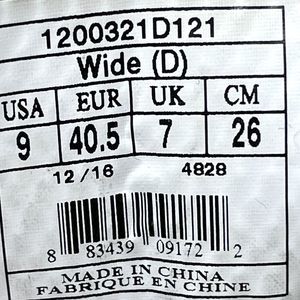 1200321D121
Wide (D)
USA EUR UK CM
9 40.5 7 26
12/16 4828
8 83439 09172 2
MADE IN CHINA
FABRIQUE EN CHINE